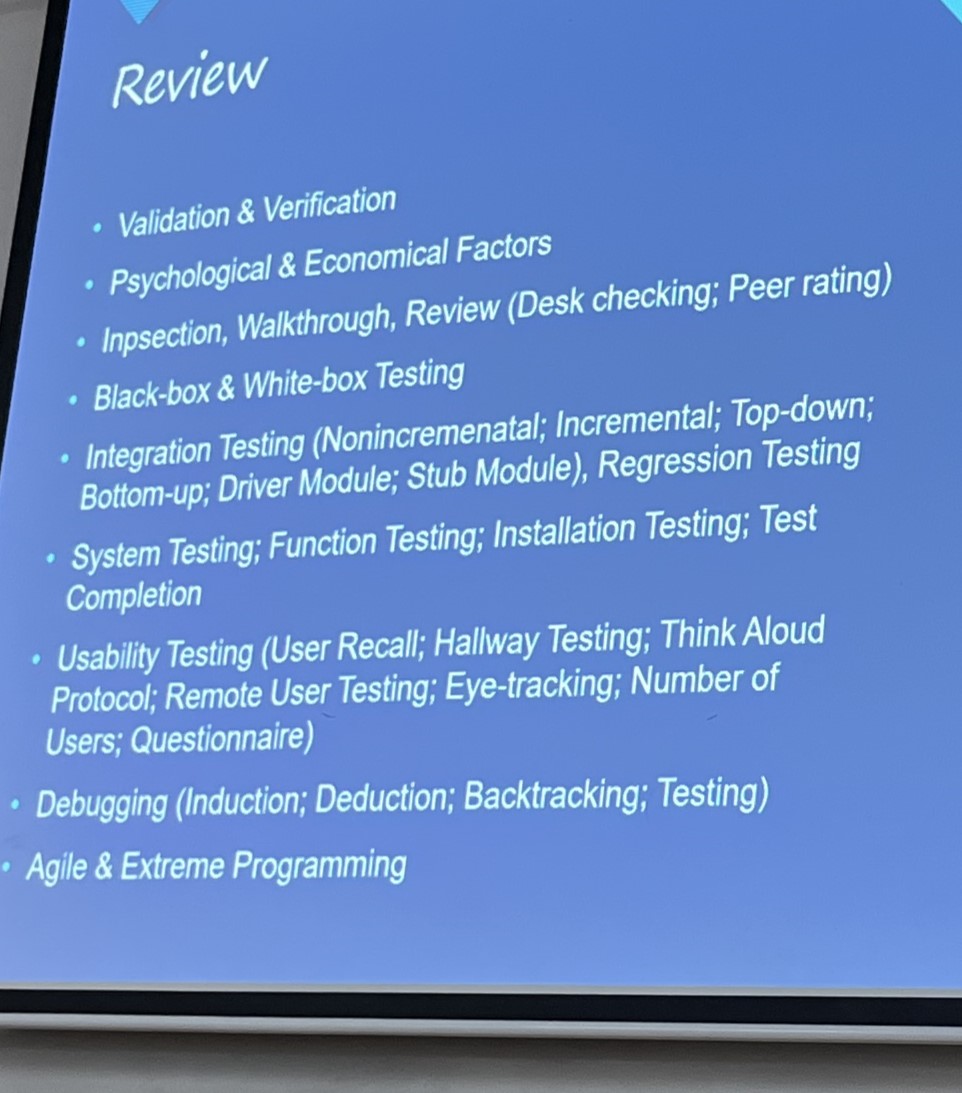 Review
• Validation & Verification
• Psychological & Economical Factors
• Inpsection, Walkthrough, Review (Desk checking; Peer rating)
• Black-box & White-box Testing
• Integration Testing (Nonincremenatal; Incremental; Top-down;
Bottom-up; Driver Module; Stub Module), Regression Testing
• System Testing; Function Testing; Installation Testing; Test
Completion
• Usability Testing (User Recall; Hallway Testing; Think Aloud
Protocol; Remote User Testing; Eye-tracking; Number of
Users; Questionnaire)
• Debugging (Induction; Deduction; Backtracking; Testing)
• Agile & Extreme Programming